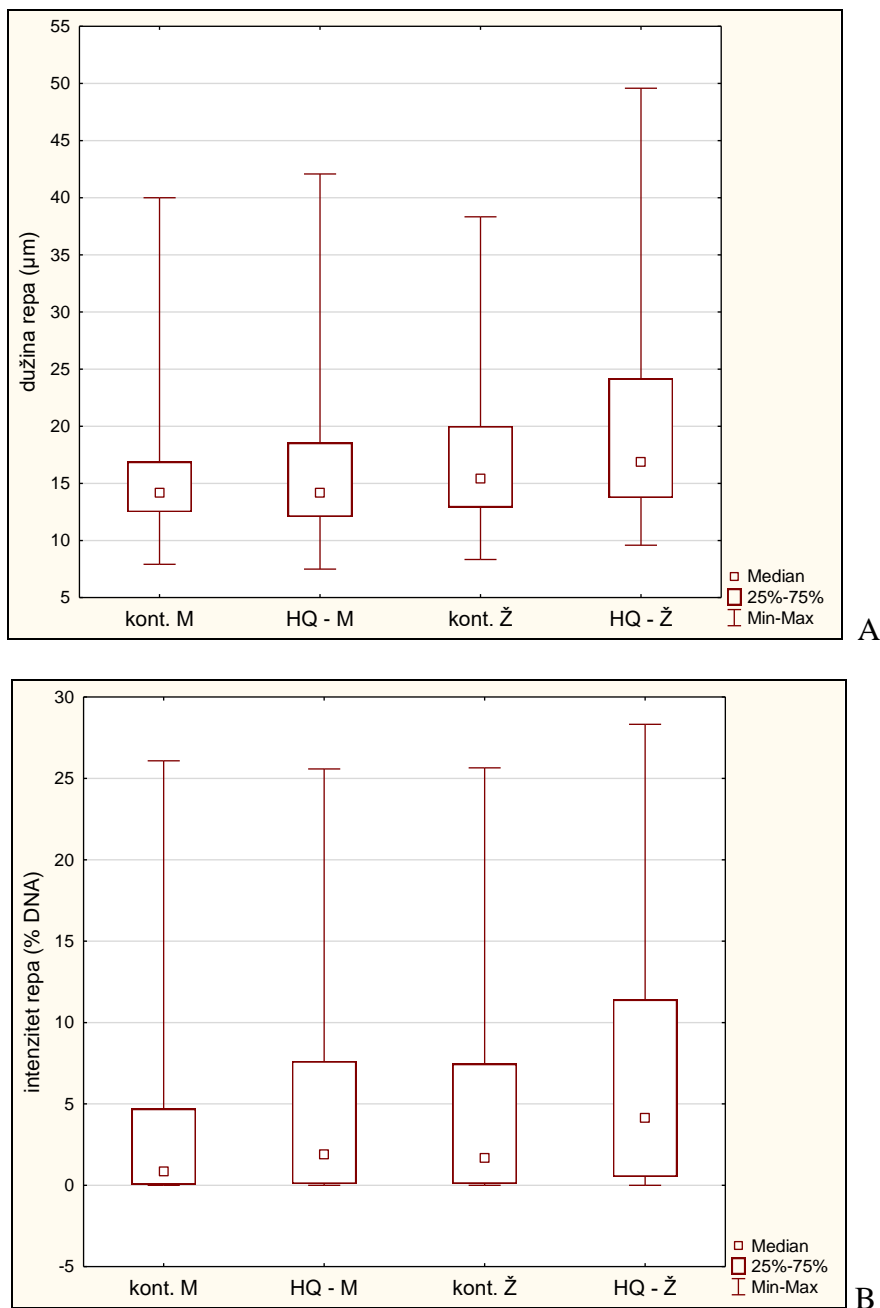 55
50
45
40
35
30
25
20
15
10
5
dužina repa (µm)
kont. M HQ - M kont. Ž HQ - Ž
Median
25%-75%
Min-Max
A
30
25
20
15
10
5
0
-5
intenzitet repa (% DNA)
kont. M HQ - M kont. Ž HQ - Ž
Median
25%-75%
Min-Max
B